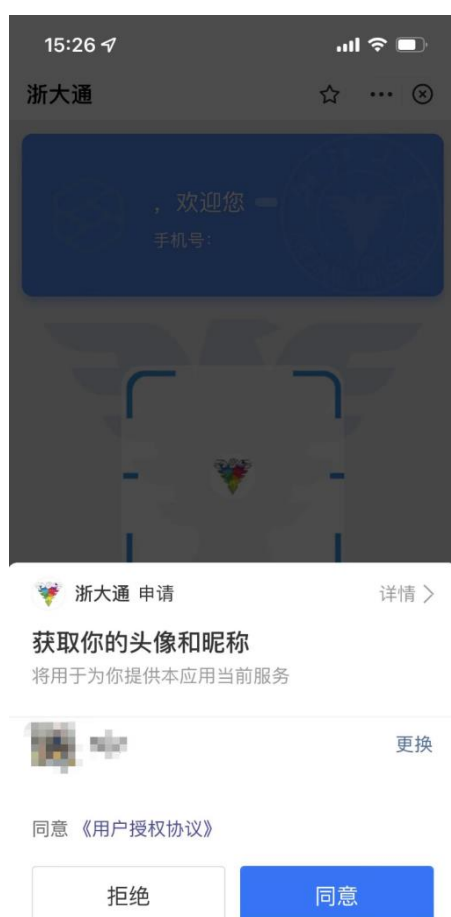 15:26
浙大通
，欢迎您
手机号：
浙大通 申请
详情
获取你的头像和昵称
将用于为你提供本应用当前服务
更换
同意《用户授权协议》
拒绝
同意